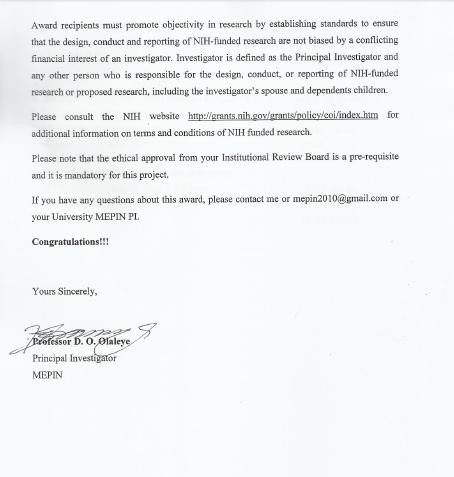 Award recipients must promote objectivity in research by establishing standards to ensure
that the design, conduct and reporting of NIH-funded research are not biased by a conflicting
financial interest of an investigator. Investigator is defined as the Principal Investigator and
any other person who is responsible for the design, conduct, or reporting of NIH-funded
research or proposed research, including the investigator's spouse and dependents children.
Please consult the NIH website http://grants.nih.gov/grants/policy/coi/index.htm for
additional information on terms and conditions of NIH funded research.
Please note that the ethical approval from your Institutional Review Board is a pre-requisite
and it is mandatory for this project.
If you have any questions about this award, please contact me or mepin2010@gmail.com or
your University MEPIN PI.
Congratulations!!!
Yours Sincerely,
Professor D. O. Olaleye
Principal Investigator
MEPIN